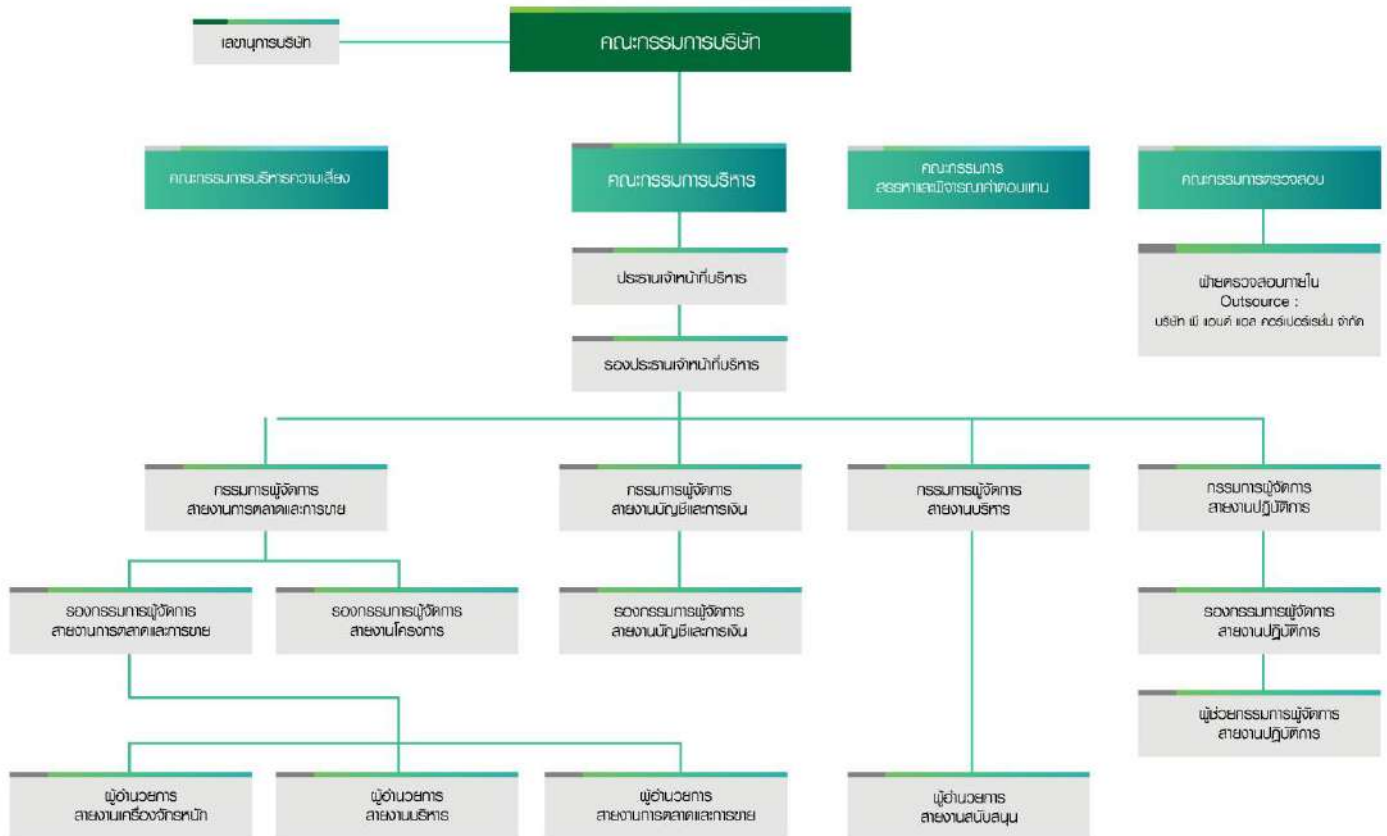 เลขานุการบริษัท
คณะกรรมการบริษัท
คณะกรรมการบริหารความเสี่ยง
คณะกรรมการบริหาร
คณะกรรมการ
สรรหาและพิจารณาค่าตอบแทน
คณะกรรมการตรวจสอบ
ประธานเจ้าหน้าที่บริหาร
ฝ่ายตรวจสอบภายใน
Outsource :
บริษัท พี แอนด์ แอล คอร์เปอร์เรชั่น จำกัด
รองประธานเจ้าหน้าที่บริหาร
กรรมการผู้จัดการ
สายงานการตลาดและการขาย
กรรมการผู้จัดการ
สายงานบัญชีและการเงิน
กรรมการผู้จัดการ
สายงานบริหาร
กรรมการผู้จัดการ
สายงานปฏิบัติการ
รองกรรมการผู้จัดการ
สายงานการตลาดและการขาย
รองกรรมการผู้จัดการ
สายงานโครงการ
รองกรรมการผู้จัดการ
สายงานบัญชีและการเงิน
รองกรรมการผู้จัดการ
สายงานปฏิบัติการ
ผู้ช่วยกรรมการผู้จัดการ
สายงานปฏิบัติการ
ผู้อำนวยการ
สายงานเครื่องจักรหนัก
ผู้อำนวยการ
สายงานบริหาร
ผู้อำนวยการ
สายงานการตลาดและการขาย
ผู้อำนวยการ
สายงานสนับสนุน